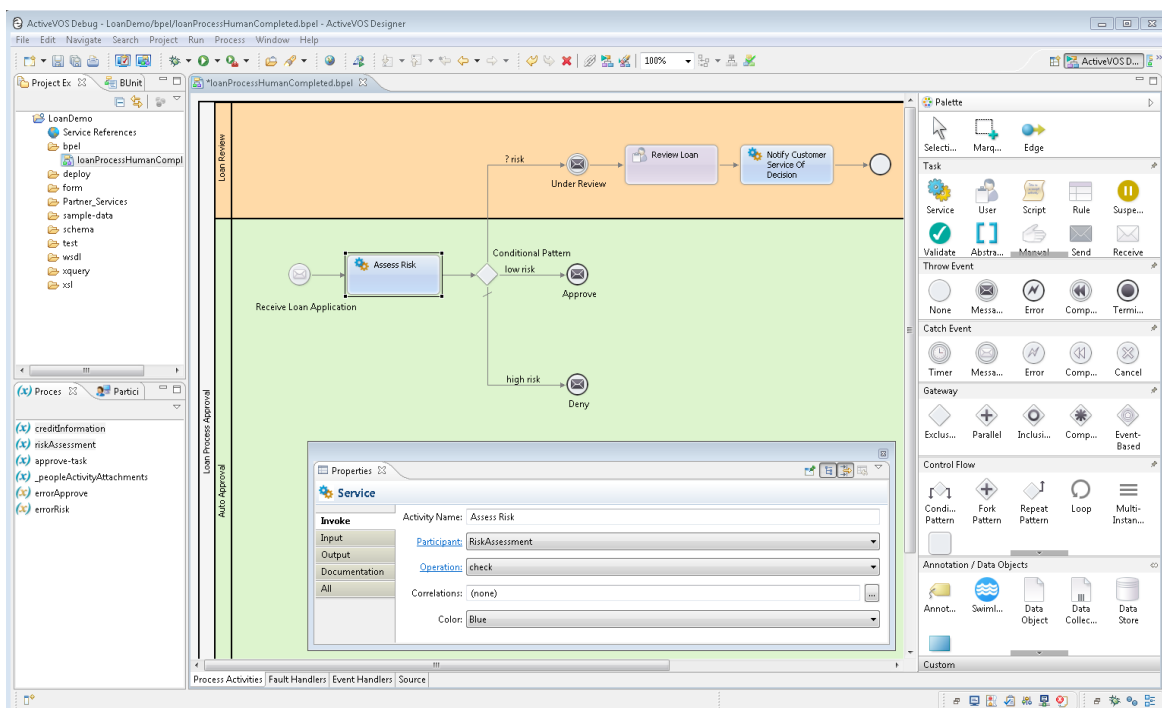 ActiveVOS Debug - LoanDemo/bpel/loanProcessHumanCompleted.bpel - ActiveVOS Designer
File Edit Navigate Search Project Run Process Window Help
100%
ActiveVOS D...
Project Ex
BUnit
LoanDemo
Service References
bpel
loanProcessHumanCompl
deploy
form
Partner_Services
sample-data
schema
test
wsdl
xquery
xsl
(x) Proces
Partici
(x) creditInformation
(x) riskAssessment
(x) approve-task
(x) _peopleActivityAttachments
(x) errorApprove
(x) errorRisk
*loanProcessHumanCompleted.bpel
Loan Process Approval
Loan Review
Auto Approval
? risk
Under Review
Review Loan
Notify Customer
Service Of
Decision
Receive Loan Application
Assess Risk
Conditional Pattern
low risk
Approve
high risk
Deny
Properties
Service
Invoke
Input
Output
Documentation
All
Activity Name: Assess Risk
Participant: RiskAssessment
Operation: check
Correlations: (none)
...
Color: Blue
Process Activities Fault Handlers Event Handlers Source
Palette
Selecti... Marq... Edge
Task
Service User Script Rule Suspe...
Validate Abstra... Manual Send Receive
Throw Event
None Messa... Error Comp... Termi...
Catch Event
Timer Messa... Error Comp... Cancel
Gateway
Exclus... Parallel Inclusi... Comp... Event-
Based
Control Flow
Condi... Fork Repeat Loop Multi-
Pattern Pattern Pattern Instan...
Annotation / Data Objects
Annot... Swiml... Data Data Data
Object Collec... Store
Custom